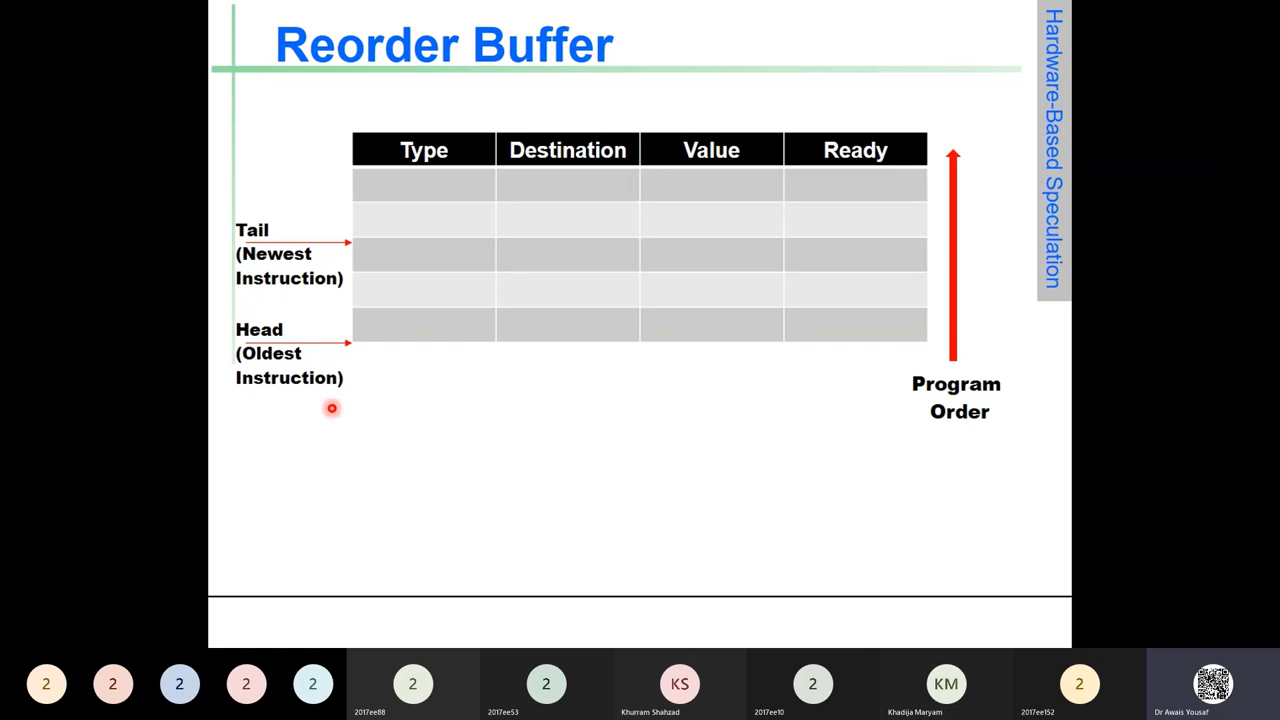 Reorder Buffer
Hardware-Based Speculation
Type Destination Value Ready
Tail
(Newest
Instruction)
Head
(Oldest
Instruction)
Program
Order
2 2 2 2 2 2 2 KS 2 KM 2
2017ee88 2017ee53 Khurram Shahzad 2017ee10 Khadija Maryam 2017ee152 Dr Awais Yousaf